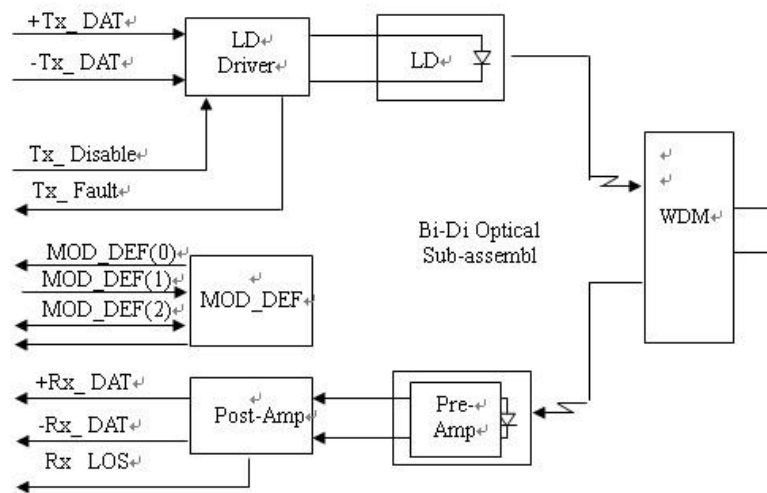 +Tx_ DAT
-Tx_ DAT
LD
Driver
LD
Tx_ Disable
Tx_ Fault
WDM
Bi-Di Optical
Sub-assembl
MOD_DEF(0)
MOD_DEF(1)
MOD_DEF(2)
MOD_DEF
+Rx_ DAT
-Rx_ DAT
Rx LOS
Post-Amp
Pre-
Amp